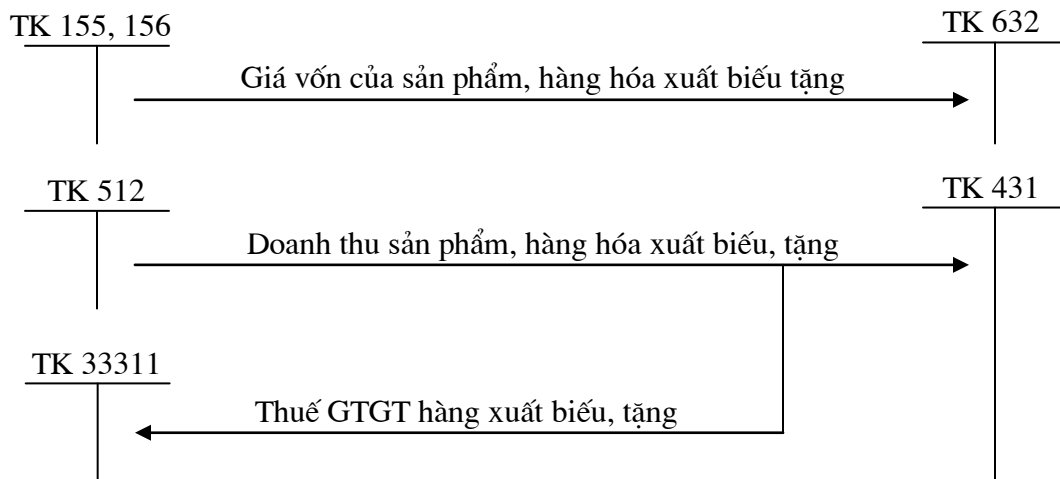 TK 155, 156
TK 632
Giá vốn của sản phẩm, hàng hóa xuất biếu tặng
TK 512
TK 431
Doanh thu sản phẩm, hàng hóa xuất biếu, tặng
TK 33311
Thuế GTGT hàng xuất biếu, tặng